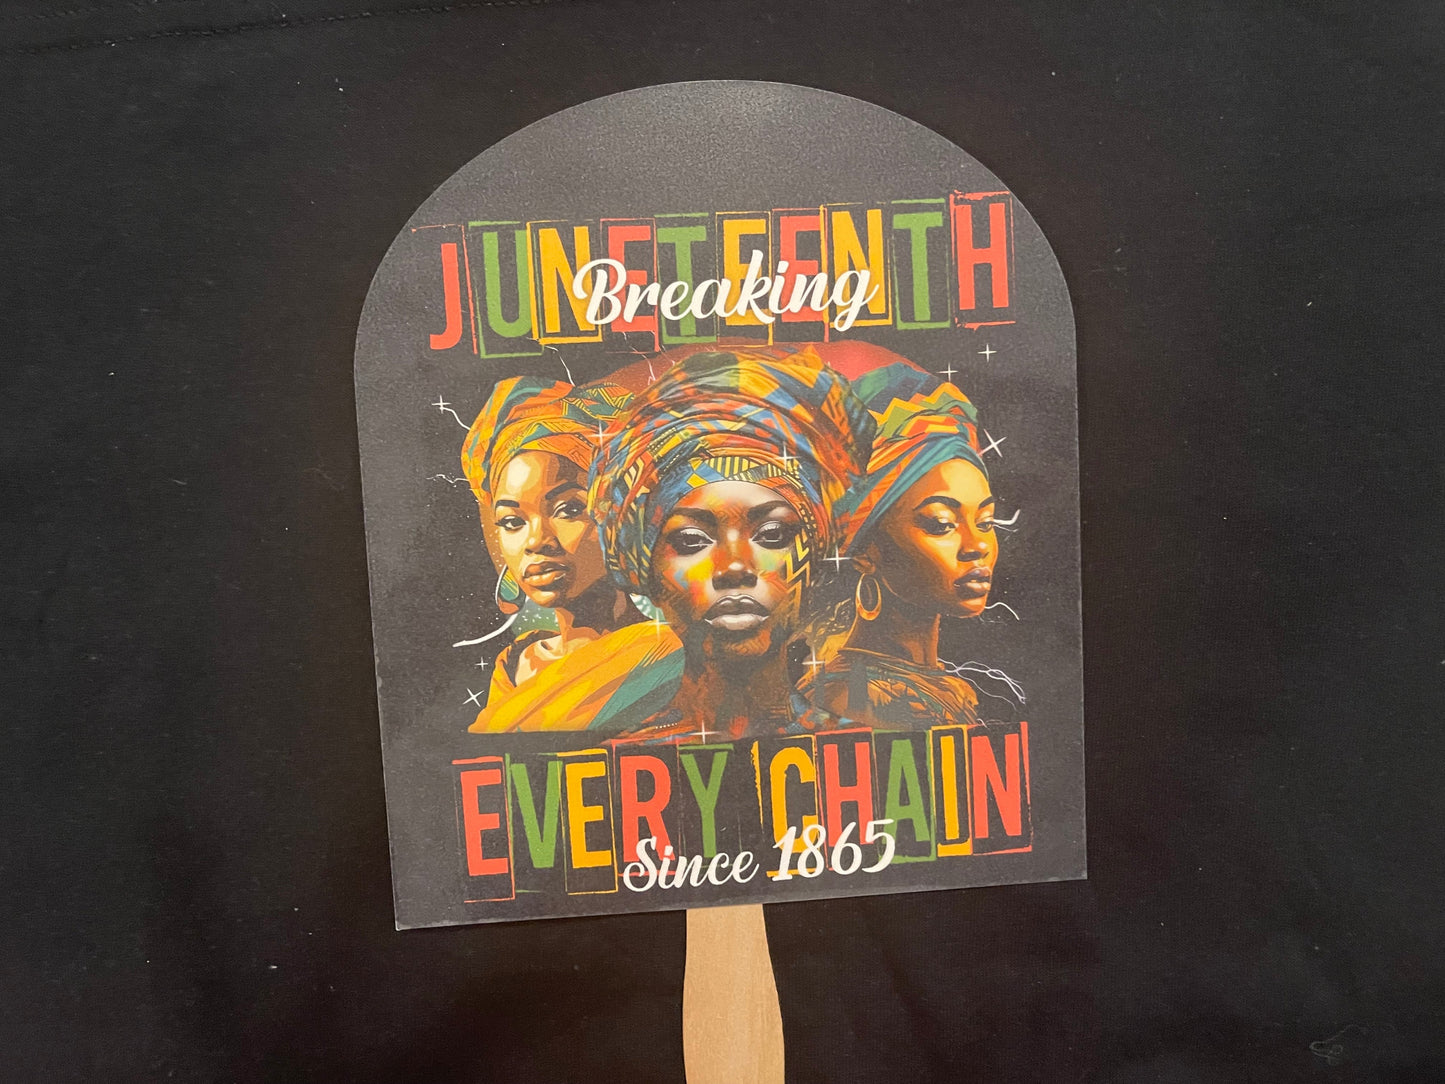 JUNETEENTH
Breaking
EVERY CHAIN
Since 1865